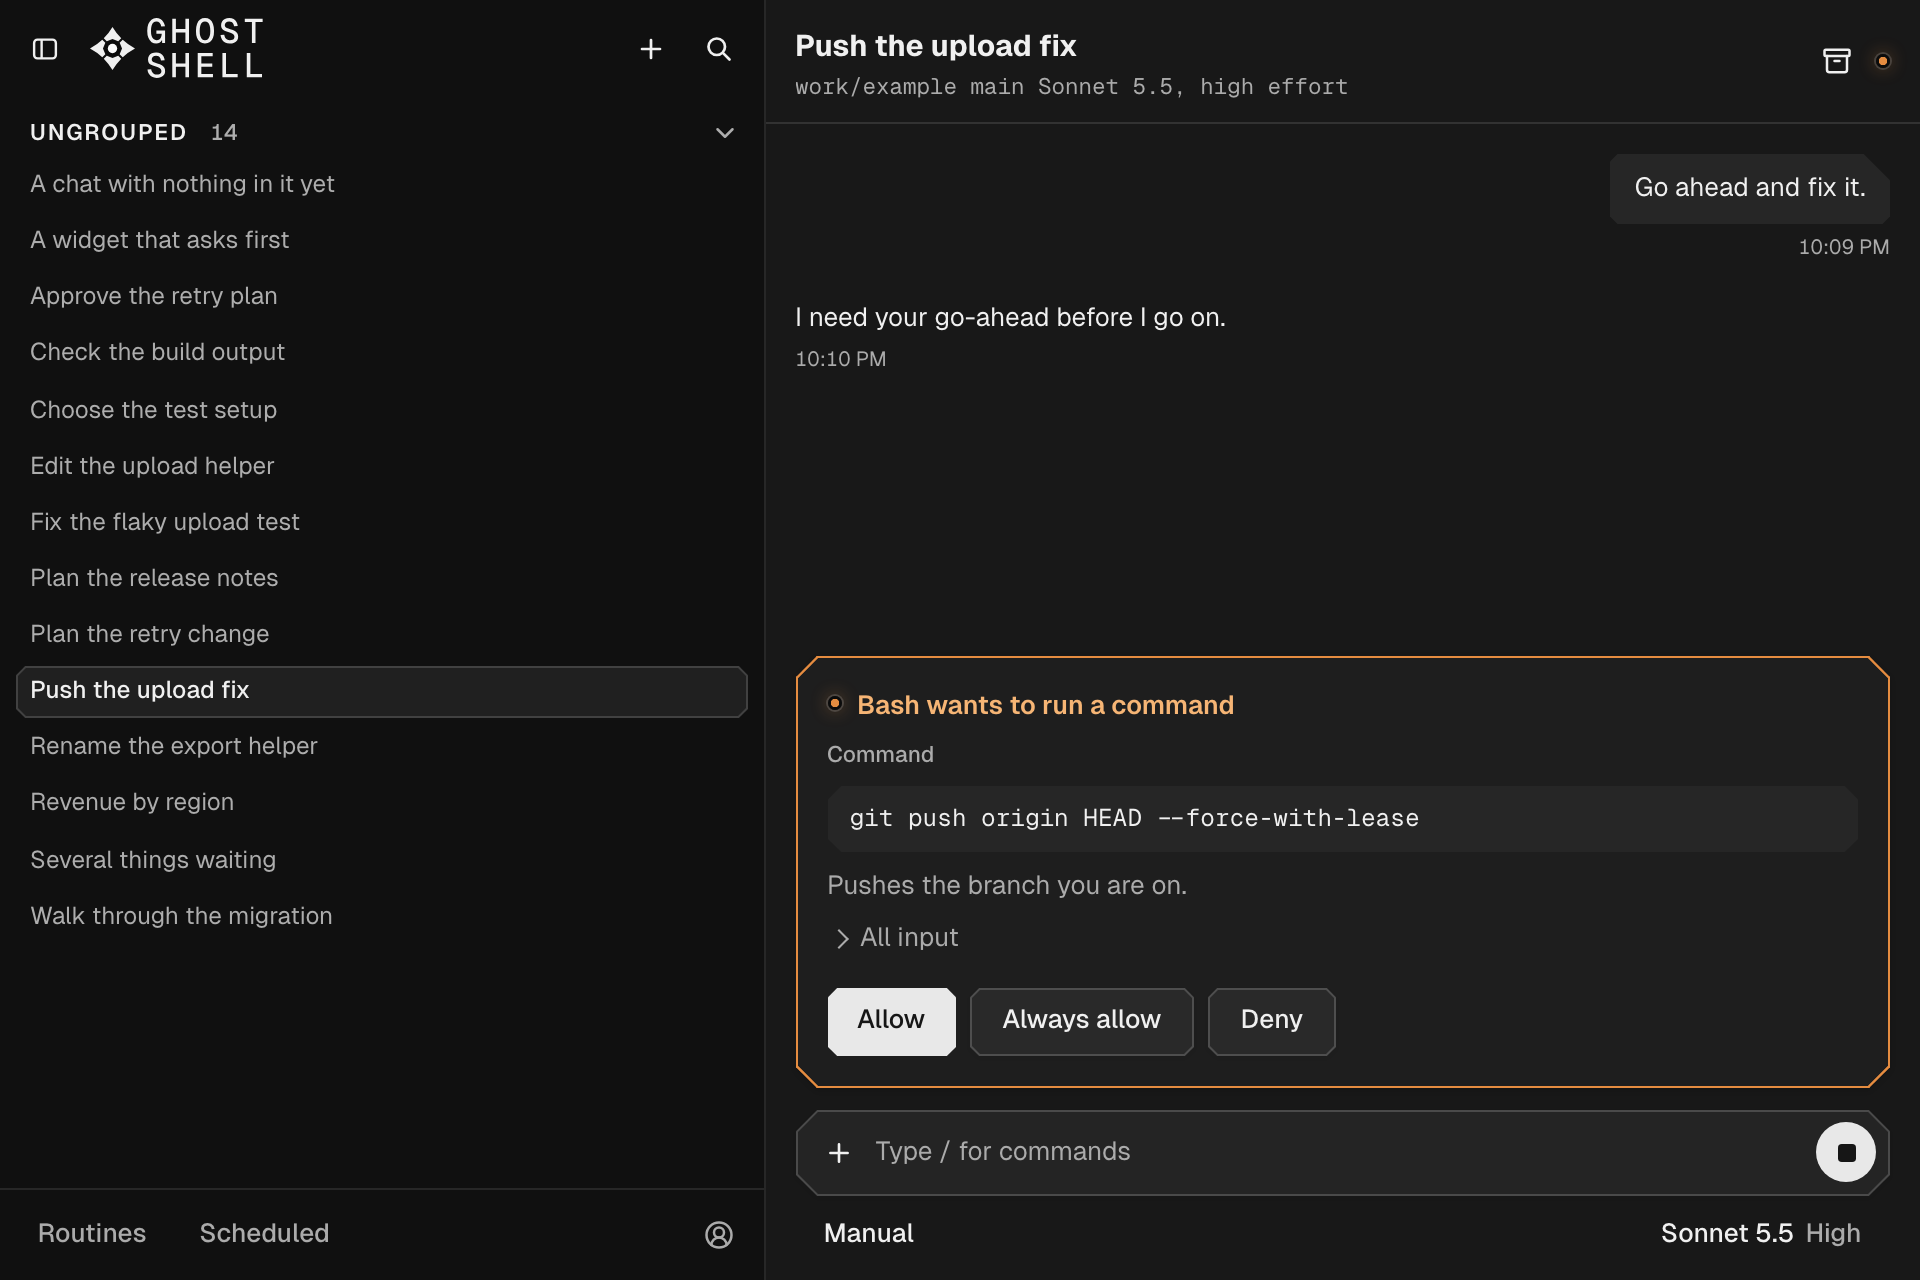 GHOST
SHELL
UNGROUPED 14
A chat with nothing in it yet
A widget that asks first
Approve the retry plan
Check the build output
Choose the test setup
Edit the upload helper
Fix the flaky upload test
Plan the release notes
Plan the retry change
Push the upload fix
Rename the export helper
Revenue by region
Several things waiting
Walk through the migration
Routines Scheduled
Push the upload fix
work/example main Sonnet 5.5, high effort
Go ahead and fix it.
10:09 PM
I need your go-ahead before I go on.
10:10 PM
Bash wants to run a command
Command
git push origin HEAD --force-with-lease
Pushes the branch you are on.
All input
Allow Always allow Deny
Type / for commands
Manual Sonnet 5.5 High